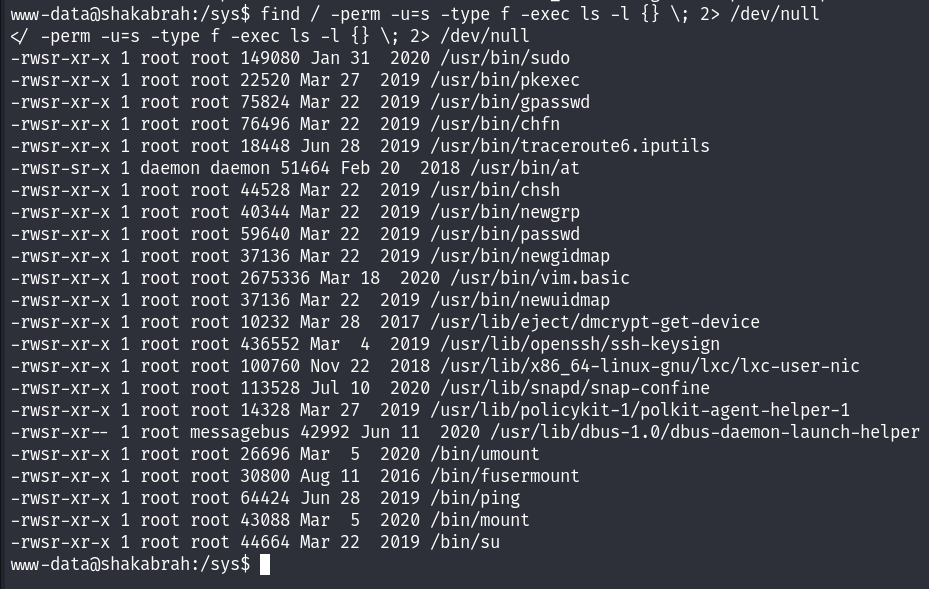 www-data@shakabrah:/sys$ find / -perm -u=s -type f -exec ls -l {} \; 2> /dev/null
</ -perm -u=s -type f -exec ls -l {} \; 2> /dev/null
-rwsr-xr-x 1 root root 149080 Jan 31  2020 /usr/bin/sudo
-rwsr-xr-x 1 root root 22520 Mar 27  2019 /usr/bin/pkexec
-rwsr-xr-x 1 root root 75824 Mar 22  2019 /usr/bin/gpasswd
-rwsr-xr-x 1 root root 76496 Mar 22  2019 /usr/bin/chfn
-rwsr-xr-x 1 root root 18448 Jun 28  2019 /usr/bin/traceroute6.iputils
-rwsr-sr-x 1 daemon daemon 51464 Feb 20  2018 /usr/bin/at
-rwsr-xr-x 1 root root 44528 Mar 22  2019 /usr/bin/chsh
-rwsr-xr-x 1 root root 40344 Mar 22  2019 /usr/bin/newgrp
-rwsr-xr-x 1 root root 59640 Mar 22  2019 /usr/bin/passwd
-rwsr-xr-x 1 root root 37136 Mar 22  2019 /usr/bin/newgidmap
-rwsr-xr-x 1 root root 2675336 Mar 18  2020 /usr/bin/vim.basic
-rwsr-xr-x 1 root root 37136 Mar 22  2019 /usr/bin/newuidmap
-rwsr-xr-x 1 root root 10232 Mar 28  2017 /usr/lib/eject/dmcrypt-get-device
-rwsr-xr-x 1 root root 436552 Mar  4  2019 /usr/lib/openssh/ssh-keysign
-rwsr-xr-x 1 root root 100760 Nov 22  2018 /usr/lib/x86_64-linux-gnu/lxc/lxc-user-nic
-rwsr-xr-x 1 root root 113528 Jul 10  2020 /usr/lib/snapd/snap-confine
-rwsr-xr-x 1 root root 14328 Mar 27  2019 /usr/lib/policykit-1/polkit-agent-helper-1
-rwsr-xr-- 1 root messagebus 42992 Jun 11  2020 /usr/lib/dbus-1.0/dbus-daemon-launch-helper
-rwsr-xr-x 1 root root 26696 Mar  5  2020 /bin/umount
-rwsr-xr-x 1 root root 30800 Aug 11  2016 /bin/fusermount
-rwsr-xr-x 1 root root 64424 Jun 28  2019 /bin/ping
-rwsr-xr-x 1 root root 43088 Mar  5  2020 /bin/mount
-rwsr-xr-x 1 root root 44664 Mar 22  2019 /bin/su
www-data@shakabrah:/sys$